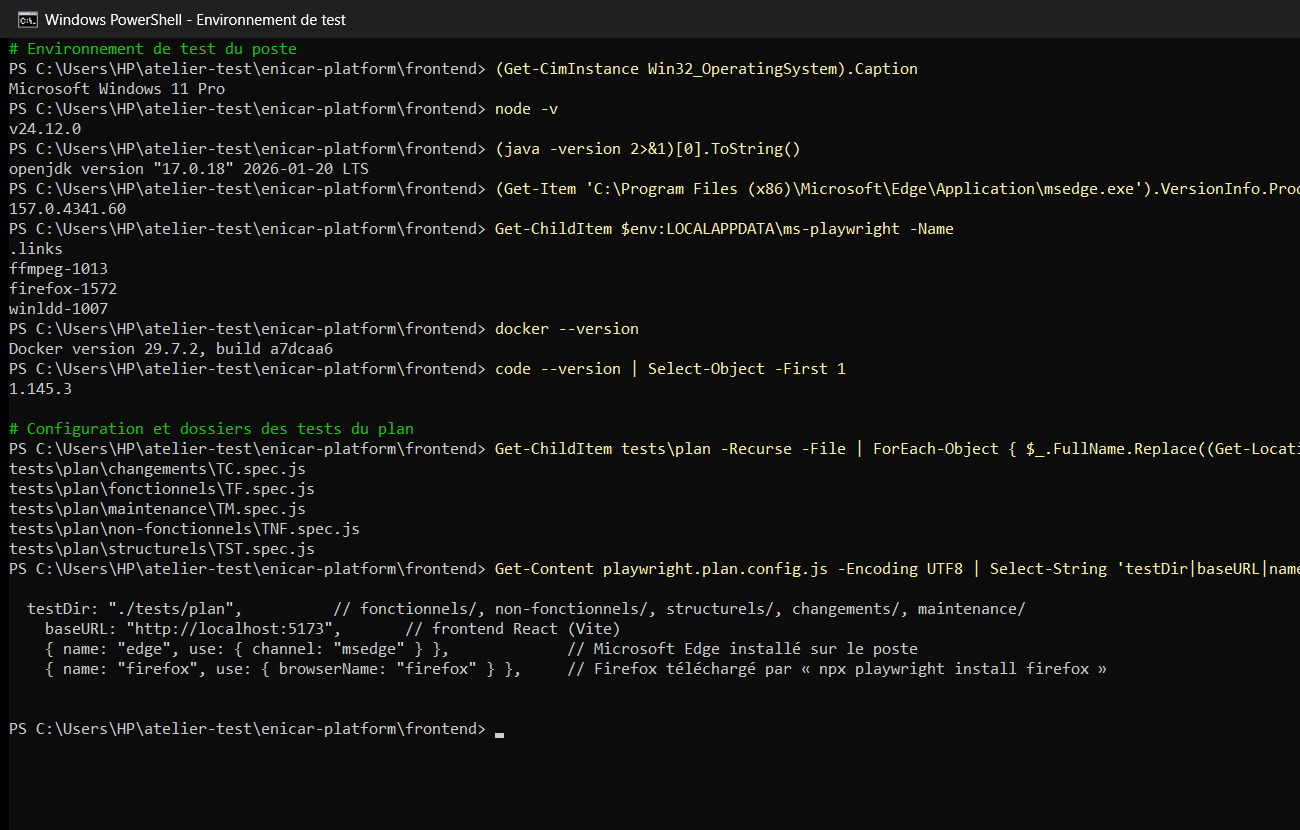 Windows PowerShell - Environnement de test
# Environnement de test du poste
PS C:\Users\HP\atelier-test\enicar-platform\frontend> (Get-CimInstance Win32_OperatingSystem).Caption
Microsoft Windows 11 Pro
PS C:\Users\HP\atelier-test\enicar-platform\frontend> node -v
v24.12.0
PS C:\Users\HP\atelier-test\enicar-platform\frontend> (java -version 2>&1)[0].ToString()
openjdk version "17.0.18" 2026-01-20 LTS
PS C:\Users\HP\atelier-test\enicar-platform\frontend> (Get-Item 'C:\Program Files (x86)\Microsoft\Edge\Application\msedge.exe').VersionInfo.Proc
157.0.4341.60
PS C:\Users\HP\atelier-test\enicar-platform\frontend> Get-ChildItem $env:LOCALAPPDATA\ms-playwright -Name
.links
ffmpeg-1013
firefox-1572
winldd-1007
PS C:\Users\HP\atelier-test\enicar-platform\frontend> docker --version
Docker version 29.7.2, build a7dcaa6
PS C:\Users\HP\atelier-test\enicar-platform\frontend> code --version | Select-Object -First 1
1.145.3
# Configuration et dossiers des tests du plan
PS C:\Users\HP\atelier-test\enicar-platform\frontend> Get-ChildItem tests\plan -Recurse -File | ForEach-Object { $_.FullName.Replace((Get-Locati
tests\plan\changements\TC.spec.js
tests\plan\fonctionnels\TF.spec.js
tests\plan\maintenance\TM.spec.js
tests\plan\non-fonctionnels\TNF.spec.js
tests\plan\structurels\TST.spec.js
PS C:\Users\HP\atelier-test\enicar-platform\frontend> Get-Content playwright.plan.config.js -Encoding UTF8 | Select-String 'testDir|baseURL|name
testDir: "./tests/plan", // fonctionnels/, non-fonctionnels/, structurels/, changements/, maintenance/
baseURL: "http://localhost:5173", // frontend React (Vite)
{ name: "edge", use: { channel: "msedge" } }, // Microsoft Edge installé sur le poste
{ name: "firefox", use: { browserName: "firefox" } }, // Firefox téléchargé par « npx playwright install firefox »
PS C:\Users\HP\atelier-test\enicar-platform\frontend>